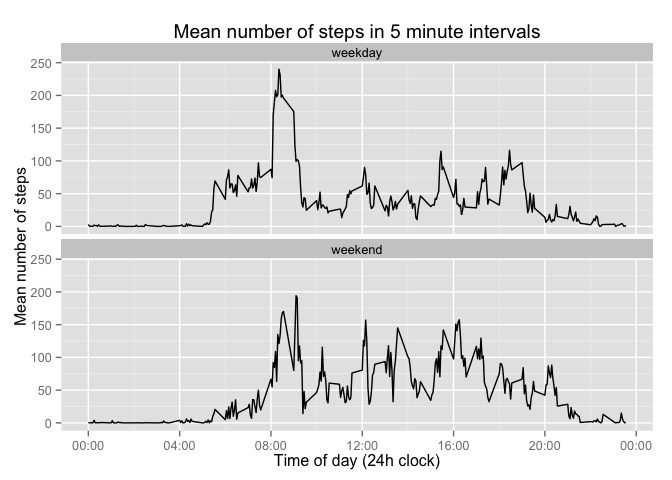 Mean number of steps in 5 minute intervals
weekday
250
200
150
100
50
0
weekend
250
200
150
100
50
0
Mean number of steps
00:00 04:00 08:00 12:00 16:00 20:00 00:00
Time of day (24h clock)